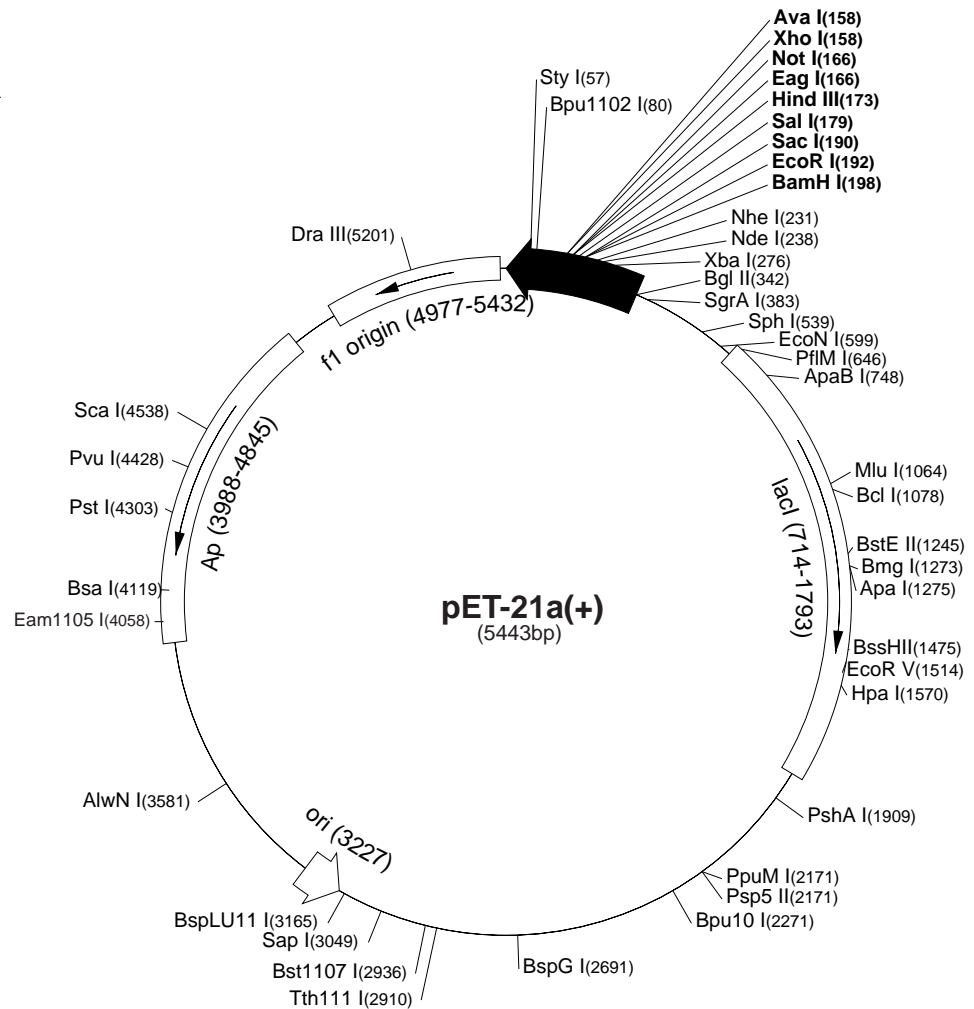 Ava I(158)
Xho I(158)
Not I(166)
Eag I(166)
Hind III(173)
Sal I(179)
Sac I(190)
EcoR I(192)
BamH I(198)
Sty I(57)
Bpu1102 I(80)
Nhe I(231)
Nde I(238)
Xba I(276)
Bgl II(342)
SgrA I(383)
Sph I(539)
EcoN I(599)
PflM I(646)
ApaB I(748)
Dra III(5201)
f1 origin (4977-5432)
Sca I(4538)
Pvu I(4428)
Pst I(4303)
Bsa I(4119)
Eam1105 I(4058)
Ap (3988-4845)
lacI (714-1793)
Mlu I(1064)
Bcl I(1078)
BstE II(1245)
Bmg I(1273)
Apa I(1275)
BssHII(1475)
EcoR V(1514)
Hpa I(1570)
pET-21a(+)
(5443bp)
AlwN I(3581)
ori (3227)
PshA I(1909)
PpuM I(2171)
Psp5 II(2171)
Bpu10 I(2271)
BspLU11 I(3165)
Sap I(3049)
Bst1107 I(2936)
Tth111 I(2910)
BspG I(2691)